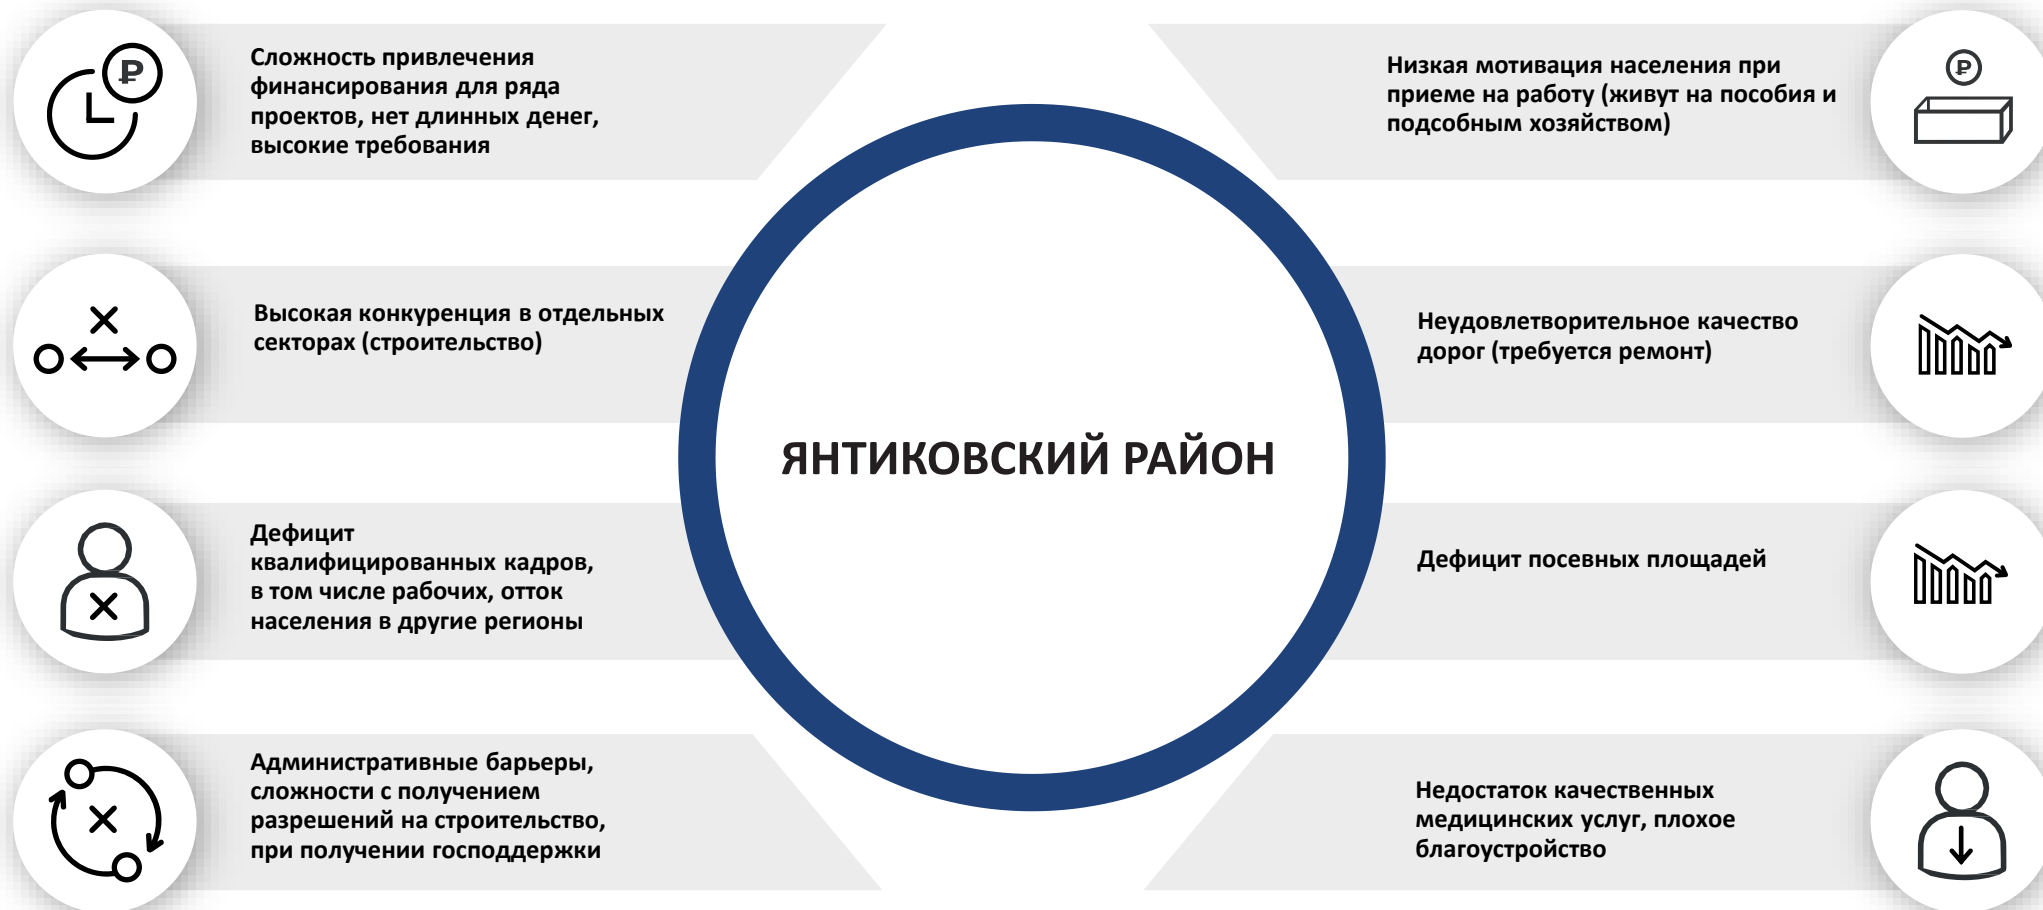 Сложность привлечения
финансирования для ряда
проектов, нет длинных денег,
высокие требования
Высокая конкуренция в отдельных
секторах (строительство)
Дефицит
квалифицированных кадров,
в том числе рабочих, отток
населения в другие регионы
Административные барьеры,
сложности с получением
разрешений на строительство,
при получении господдержки
ЯНТИКОВСКИЙ РАЙОН
Низкая мотивация населения при
приеме на работу (живут на пособия и
подсобным хозяйством)
Неудовлетворительное качество
дорог (требуется ремонт)
Дефицит посевных площадей
Недостаток качественных
медицинских услуг, плохое
благоустройство